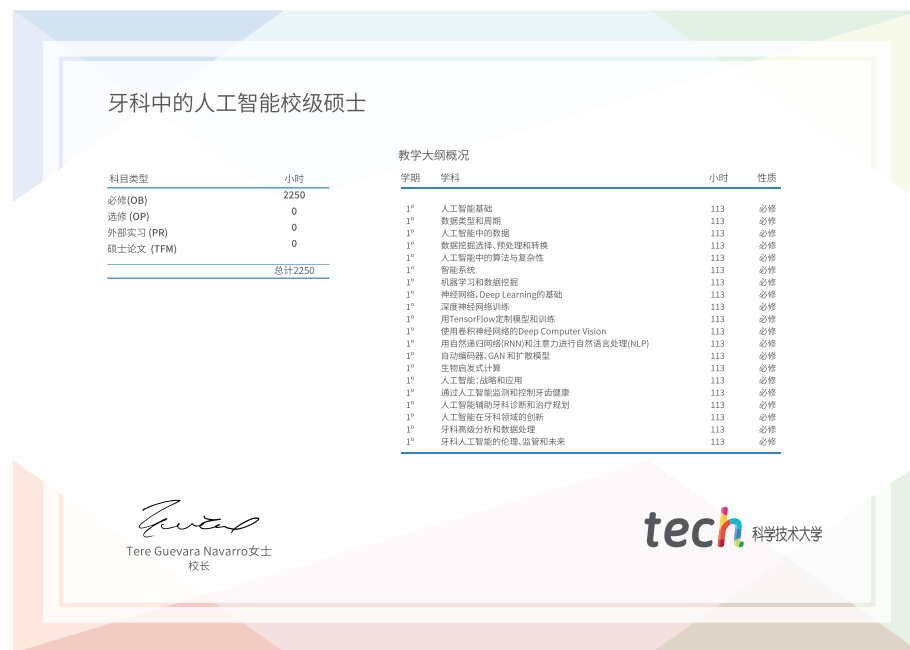 牙科中的人工智能校级硕士
科目类型 小时
必修(OB) 2250
选修 (OP) 0
外部实习 (PR) 0
硕士论文 (TFM) 0
总计2250
教学大纲概况
学期 学科 小时 性质
1º 人工智能基础 113 必修
1º 数据类型和周期 113 必修
1º 人工智能中的数据 113 必修
1º 数据挖掘选择、预处理和转换 113 必修
1º 人工智能中的算法与复杂性 113 必修
1º 智能系统 113 必修
1º 机器学习和数据挖掘 113 必修
1º 神经网络，Deep Learning的基础 113 必修
1º 深度神经网络训练 113 必修
1º 用TensorFlow定制模型和训练 113 必修
1º 使用卷积神经网络的Deep Computer Vision 113 必修
1º 用自然递归网络(RNN)和注意力进行自然语言处理(NLP) 113 必修
1º 自动编码器、GAN 和扩散模型 113 必修
1º 生物启发式计算 113 必修
1º 人工智能：战略和应用 113 必修
1º 通过人工智能监测和控制牙齿健康 113 必修
1º 人工智能辅助牙科诊断和治疗规划 113 必修
1º 人工智能在牙科领域的创新 113 必修
1º 牙科高级分析和数据处理 113 必修
1º 牙科人工智能的伦理、监管和未来 113 必修
Tere Guevara Navarro女士
校长
tech 科学技术大学